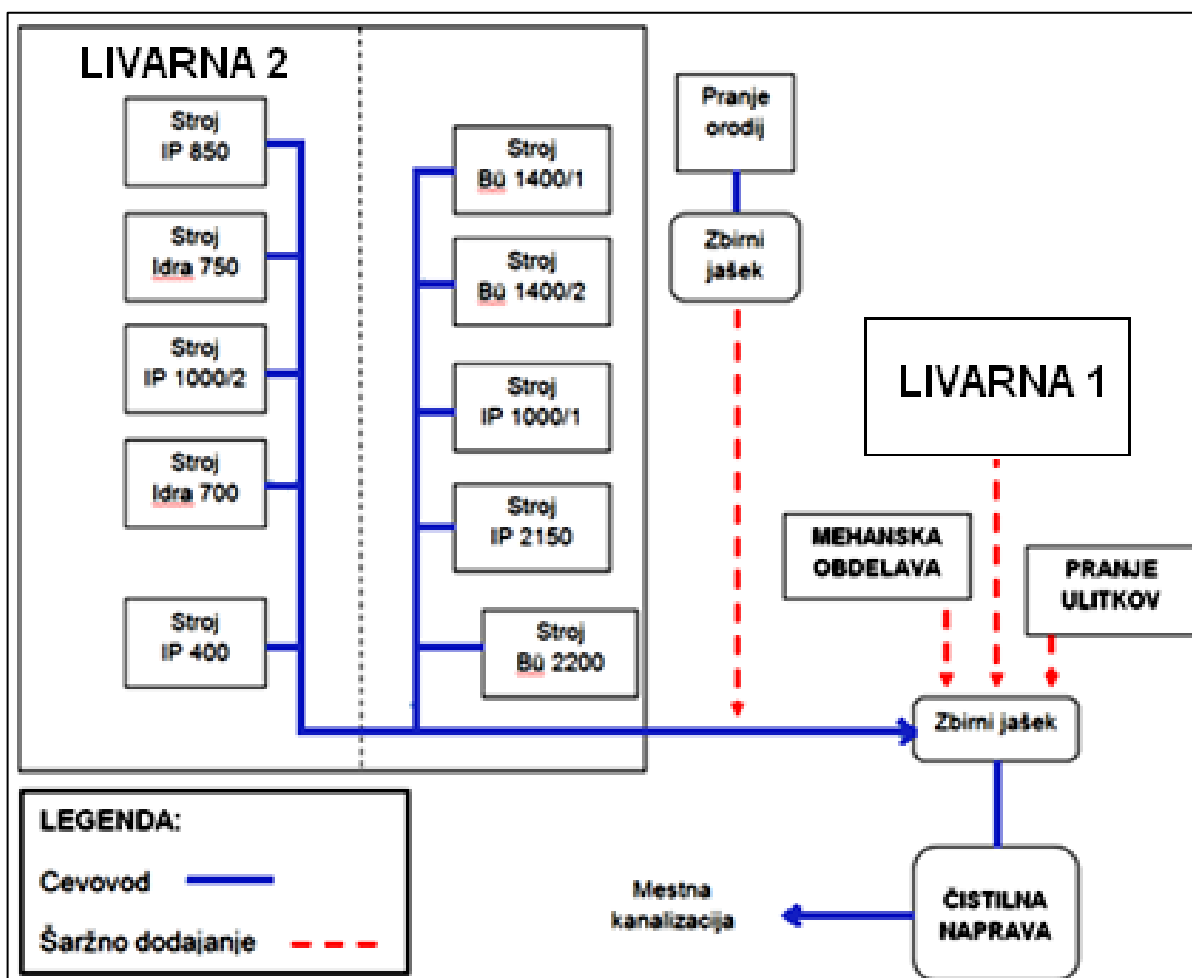 LIVARNA 2
Stroj
IP 850
Stroj
Idra 750
Stroj
IP 1000/2
Stroj
Idra 700
Stroj
IP 400
Stroj
Bü 1400/1
Stroj
Bü 1400/2
Stroj
IP 1000/1
Stroj
IP 2150
Stroj
Bü 2200
Pranje
orodij
Zbirni
jašek
LIVARNA 1
MEHANSKA
OBDELAVA
PRANJE
ULITKOV
Zbirni jašek
ČISTILNA
NAPRAVA
Mestna
kanalizacija
LEGENDA:
Cevovod
Šaržno dodajanje